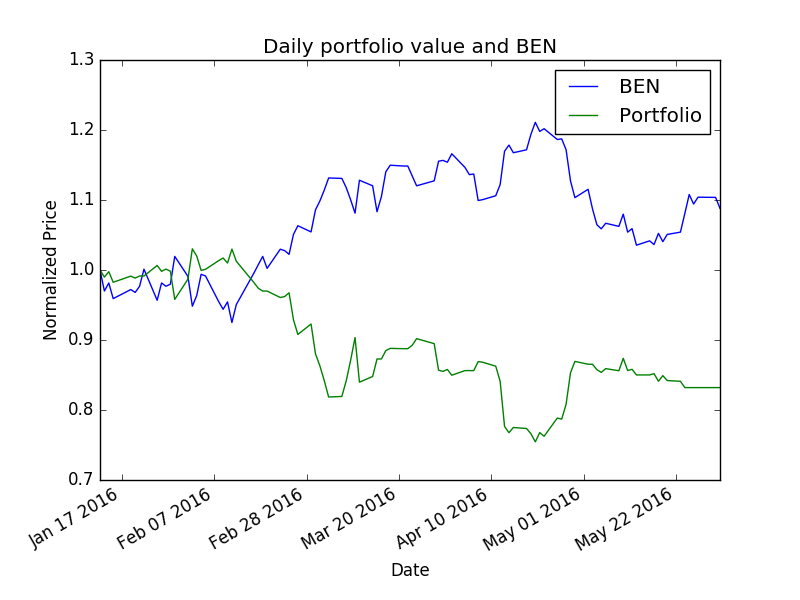 Daily portfolio value and BEN
1.3
1.2
1.1
1.0
0.9
0.8
0.7
Normalized Price
BEN
Portfolio
Jan 17 2016
Feb 07 2016
Feb 28 2016
Mar 20 2016
Apr 10 2016
May 01 2016
May 22 2016
Date